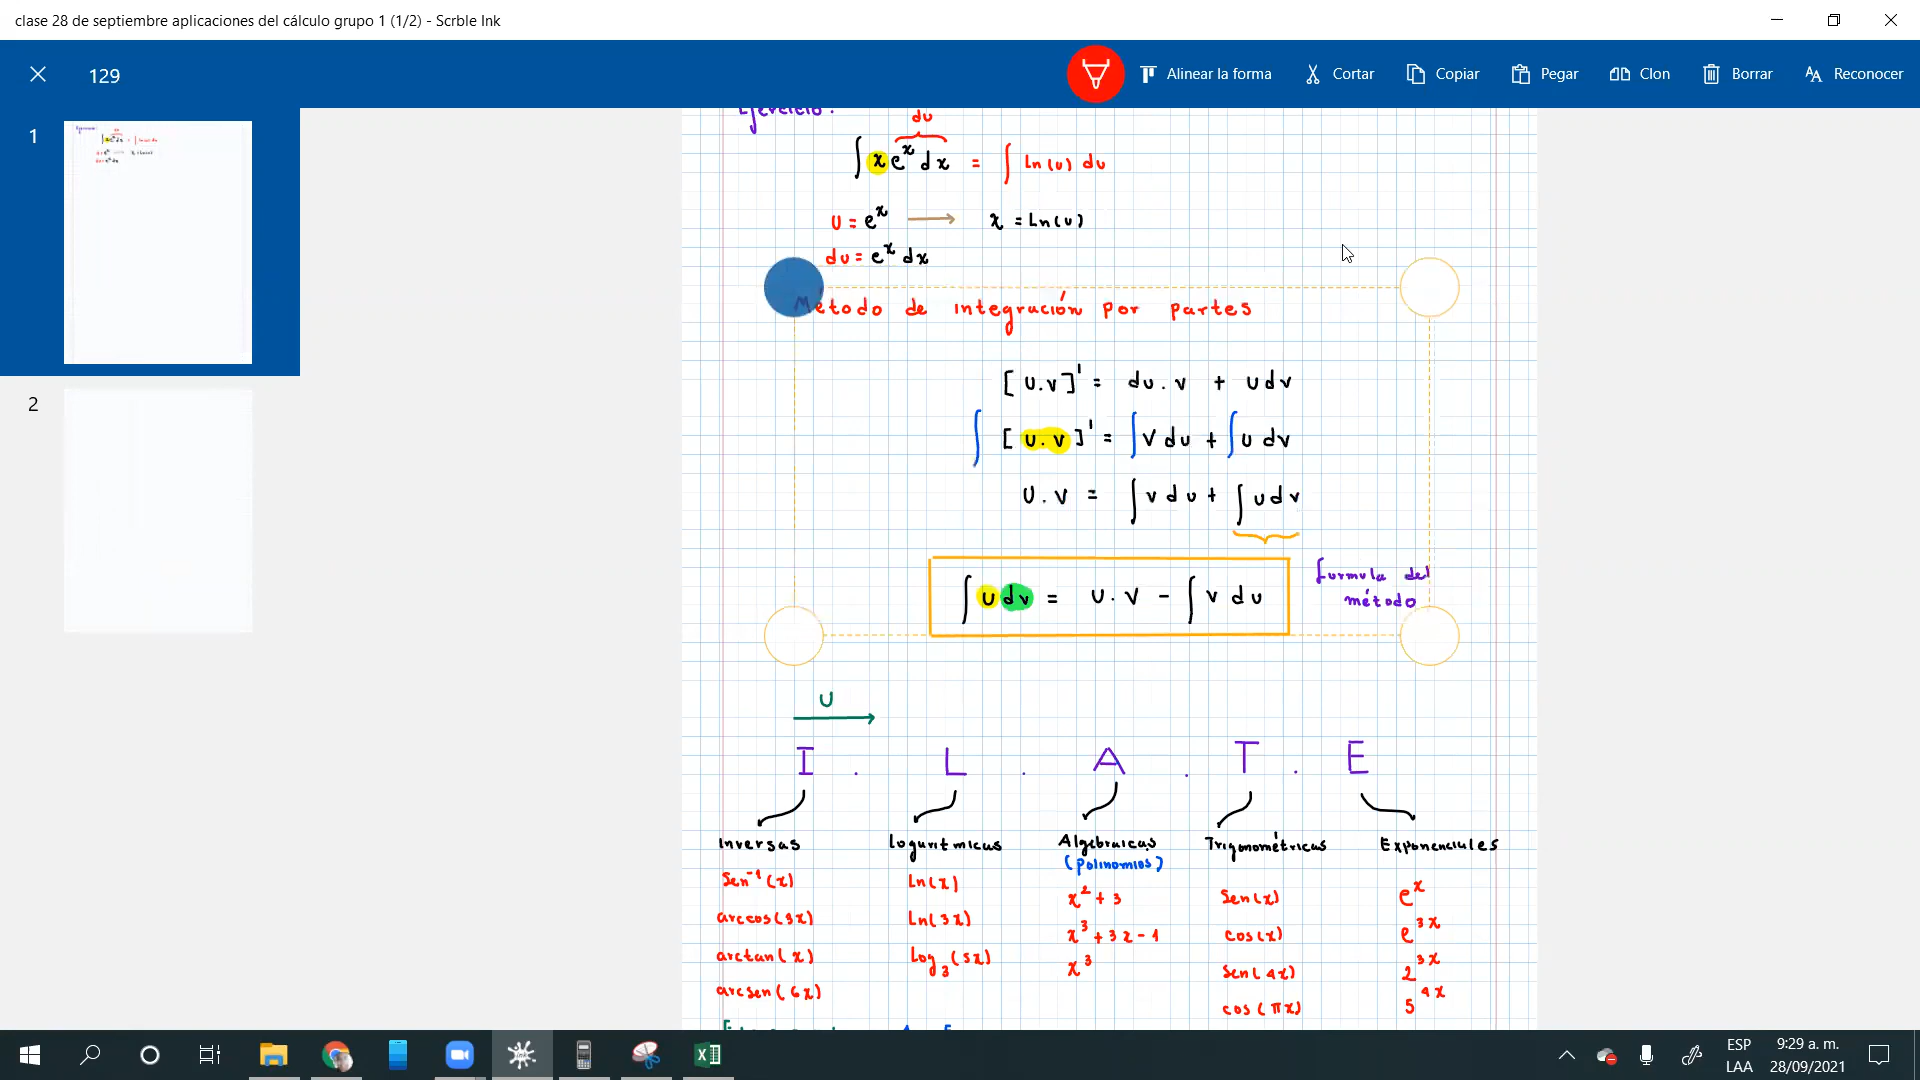 clase 28 de septiembre aplicaciones del cálculo grupo 1 (1/2) - Scrble Ink
129 Alinear la forma Cortar Copiar Pegar Clon Borrar Reconocer
1
2
Ejercicio:
du
∫ x e^x dx = ∫ Ln(u) du
u = e^x → x = Ln(u)
du = e^x dx
Método de integración por partes
[u.v]' = du.v + udv
∫ [u.v]' = ∫ v du + ∫ u dv
u.v = ∫ v du + ∫ u dv
∫ u dv = u.v - ∫ v du
formula del
método
U
I . L . A . T . E
Inversas Logaritmicas Algebraicas Trigonométricas Exponenciales
(polinomios)
Sen^-1(x) Ln(x) x^2 + 3 Sen(x) e^x
arccos(3x) Ln(3x) x^3 + 3x - 1 cos(x) e^3x
arctan(x) Log_3(5x) x^3 Sen(4x) 2^3x
arcsen(6x) cos(πx) 5^4x
ESP 9:29 a. m.
LAA 28/09/2021